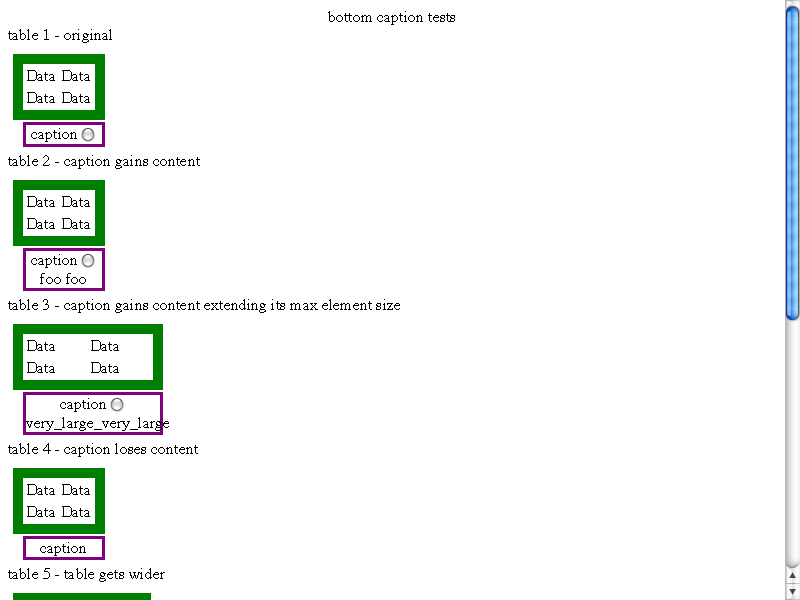 bottom caption tests
table 1 - original
Data Data
Data Data
caption
table 2 - caption gains content
Data Data
Data Data
caption
foo foo
table 3 - caption gains content extending its max element size
Data Data
Data Data
caption
very_large_very_large
table 4 - caption loses content
Data Data
Data Data
caption
table 5 - table gets wider